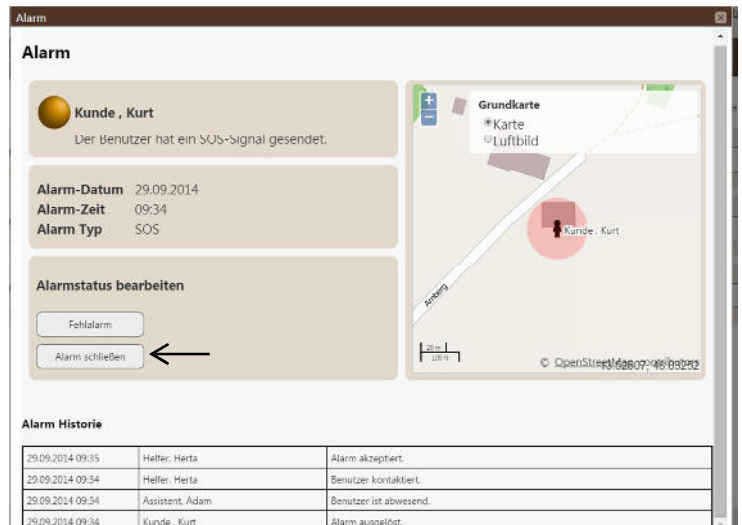 Alarm
Alarm
Kunde , Kurt
Der Benutzer hat ein SOS-Signal gesendet.
Alarm-Datum 29.09.2014
Alarm-Zeit 09:34
Alarm Typ SOS
Alarmstatus bearbeiten
Fehlalarm
Alarm schließen
+
−
Grundkarte
Karte
Luftbild
Kunde , Kurt
Amberg
20 m
100 ft
© OpenStreetMap contributors
Alarm Historie
29.09.2014 09:35 Helfer, Herta Alarm akzeptiert.
29.09.2014 09:34 Helfer, Herta Benutzer kontaktiert.
29.09.2014 09:34 Assistent, Adam Benutzer ist abwesend.
29.09.2014 09:34 Kunde , Kurt Alarm ausgelöst.